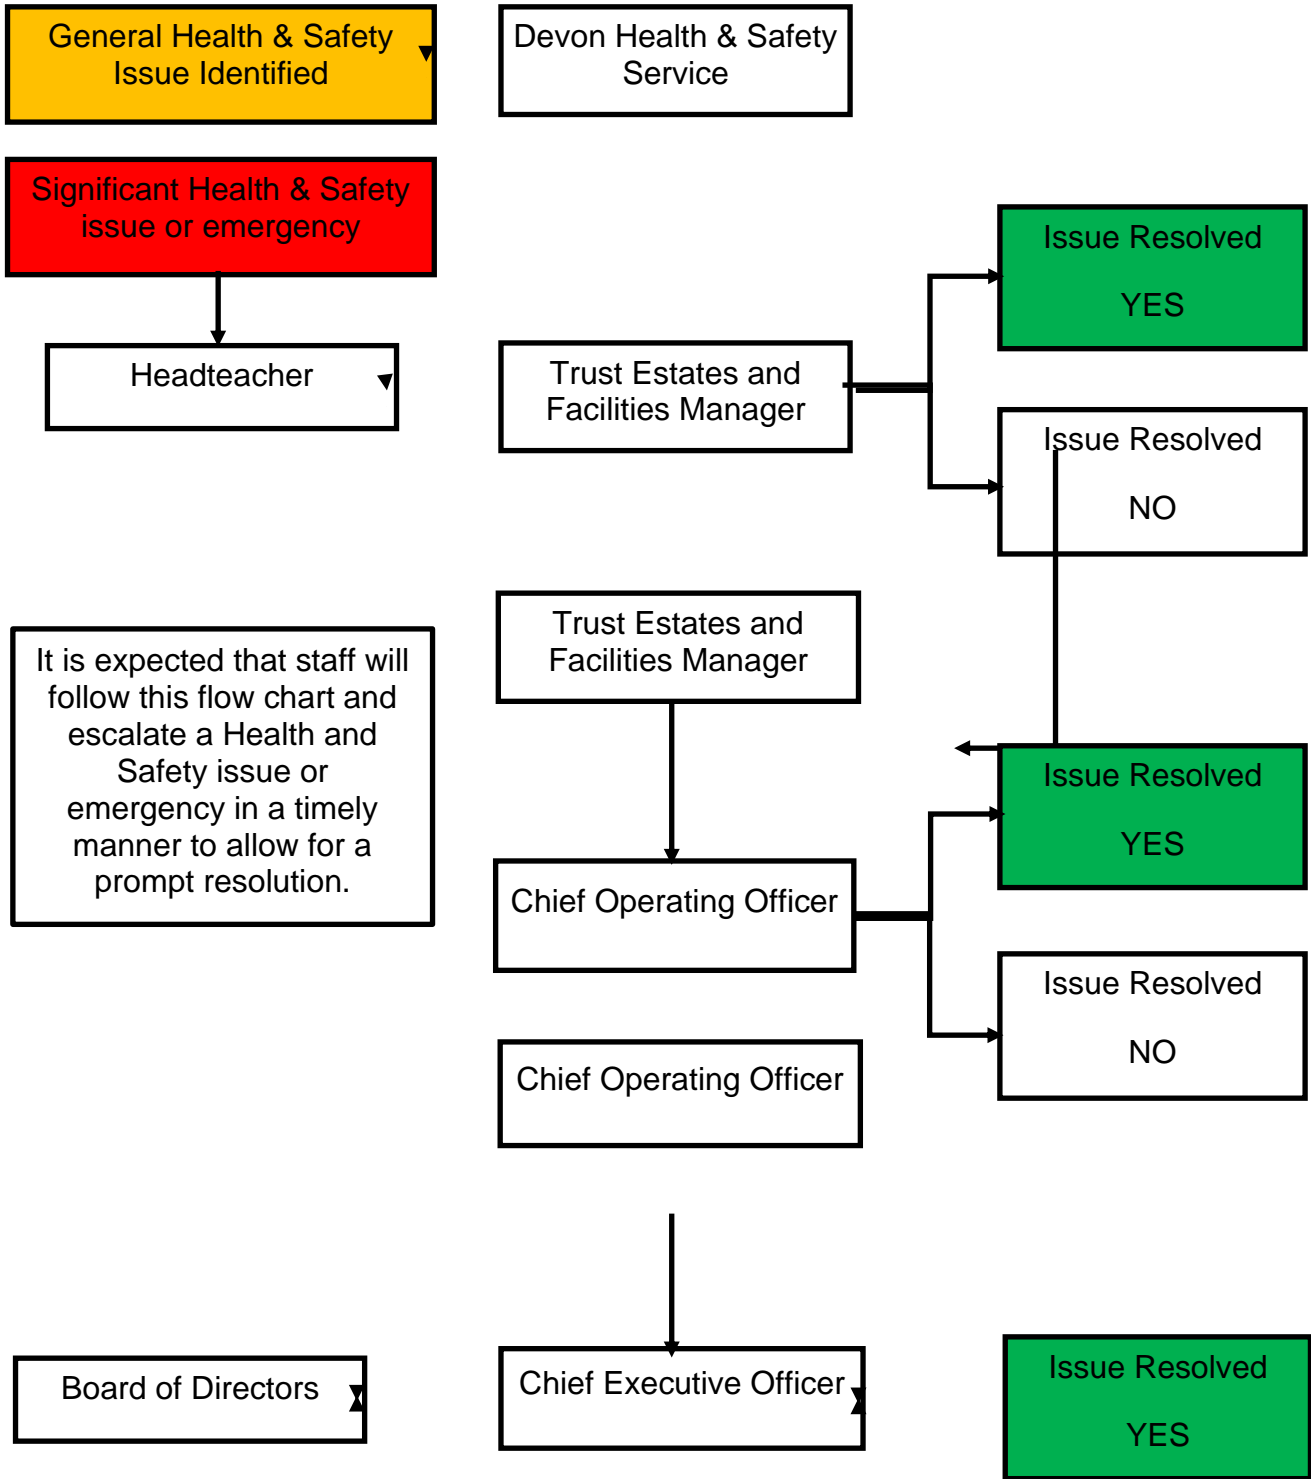 General Health & Safety
Issue Identified
Devon Health & Safety
Service
Significant Health & Safety
issue or emergency
Issue Resolved
YES
Headteacher
Trust Estates and
Facilities Manager
Issue Resolved
NO
Trust Estates and
Facilities Manager
It is expected that staff will
follow this flow chart and
escalate a Health and
Safety issue or
emergency in a timely
manner to allow for a
prompt resolution.
Issue Resolved
YES
Chief Operating Officer
Issue Resolved
NO
Chief Operating Officer
Board of Directors
Chief Executive Officer
Issue Resolved
YES